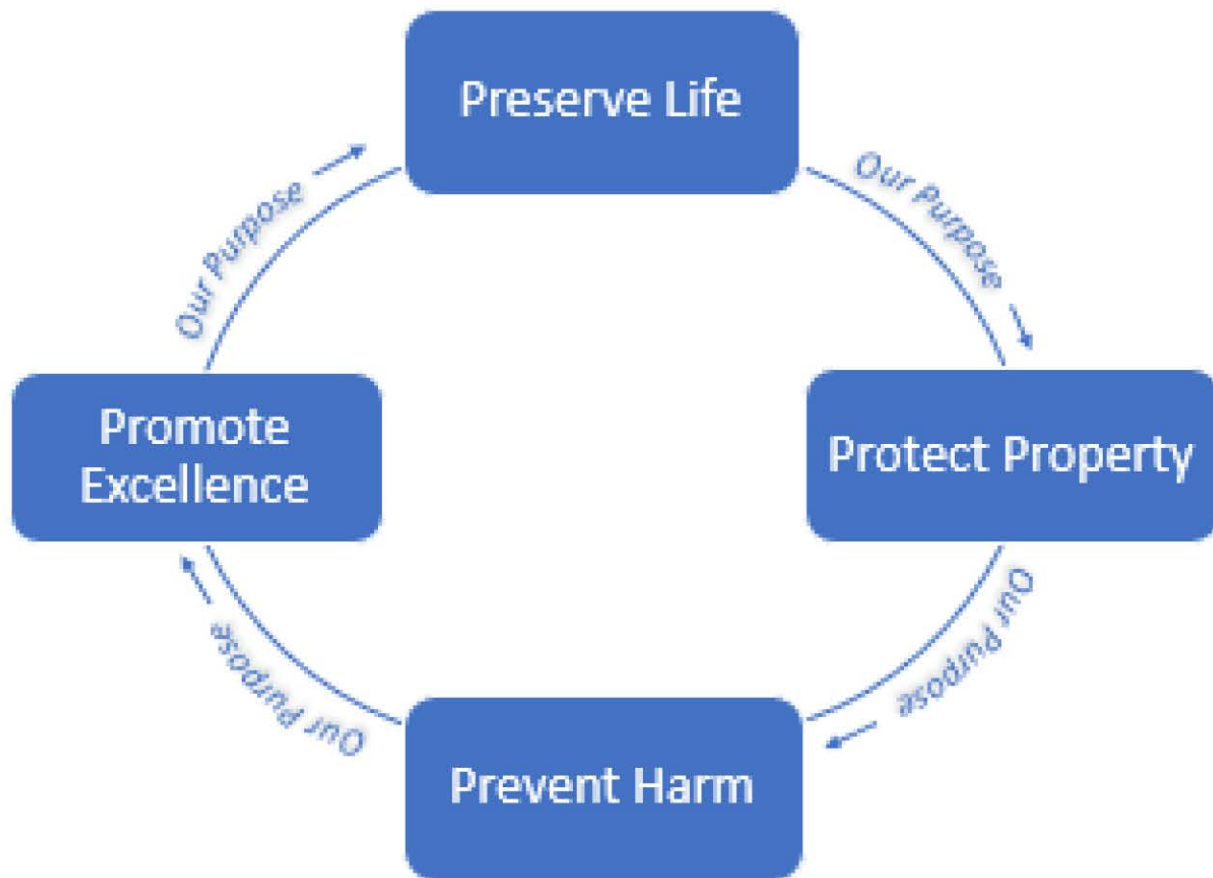 Preserve Life
Our Purpose
Our Purpose
Promote
Excellence
Protect Property
Our Purpose
Our Purpose
Prevent Harm